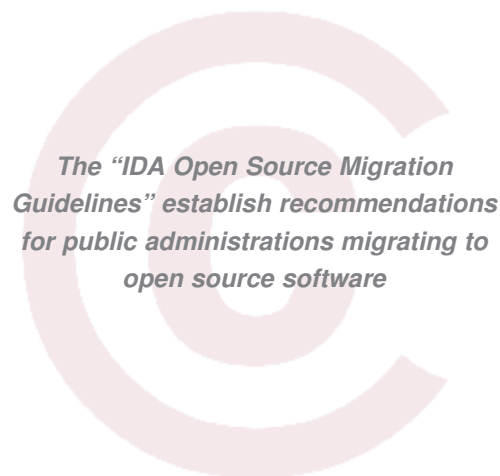 The “IDA Open Source Migration
Guidelines” establish recommendations
for public administrations migrating to
open source software